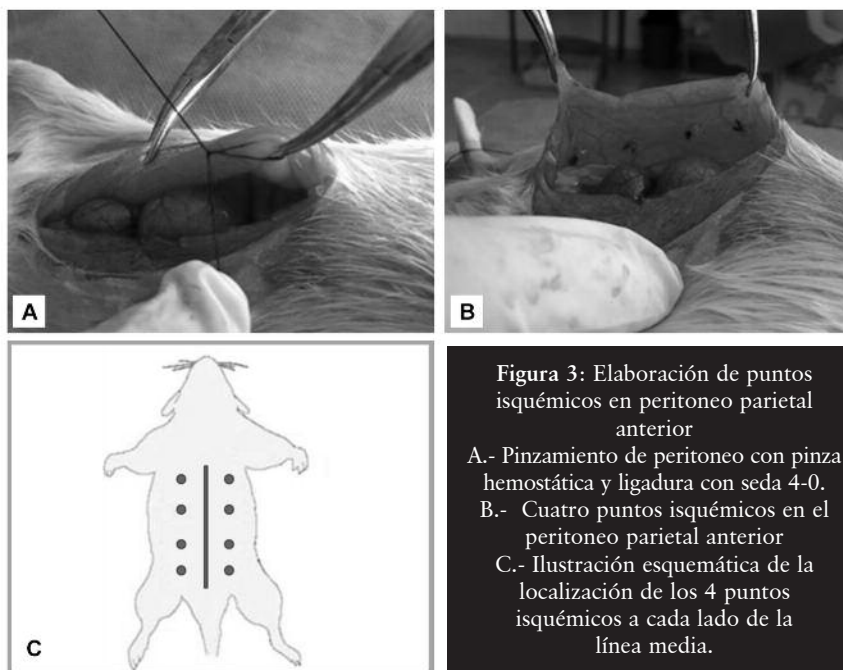 A
B
C
Figura 3: Elaboración de puntos
isquémicos en peritoneo parietal
anterior
A.- Pinzamiento de peritoneo con pinza
hemostática y ligadura con seda 4-0.
B.- Cuatro puntos isquémicos en el
peritoneo parietal anterior
C.- Ilustración esquemática de la
localización de los 4 puntos
isquémicos a cada lado de la
línea media.